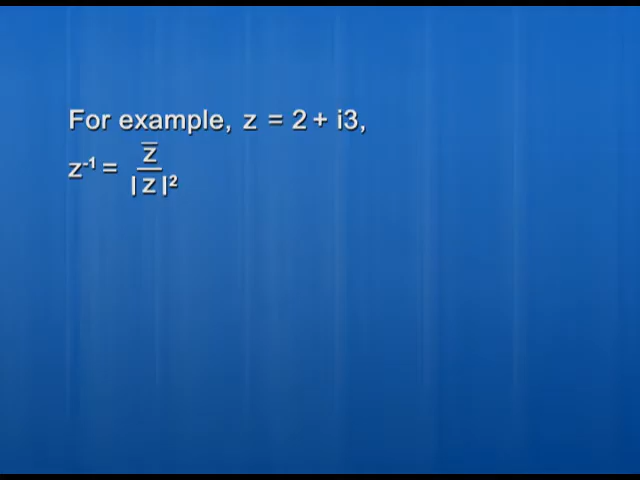 For example, z = 2 + i3,
z⁻¹ = z̅ / | z |²